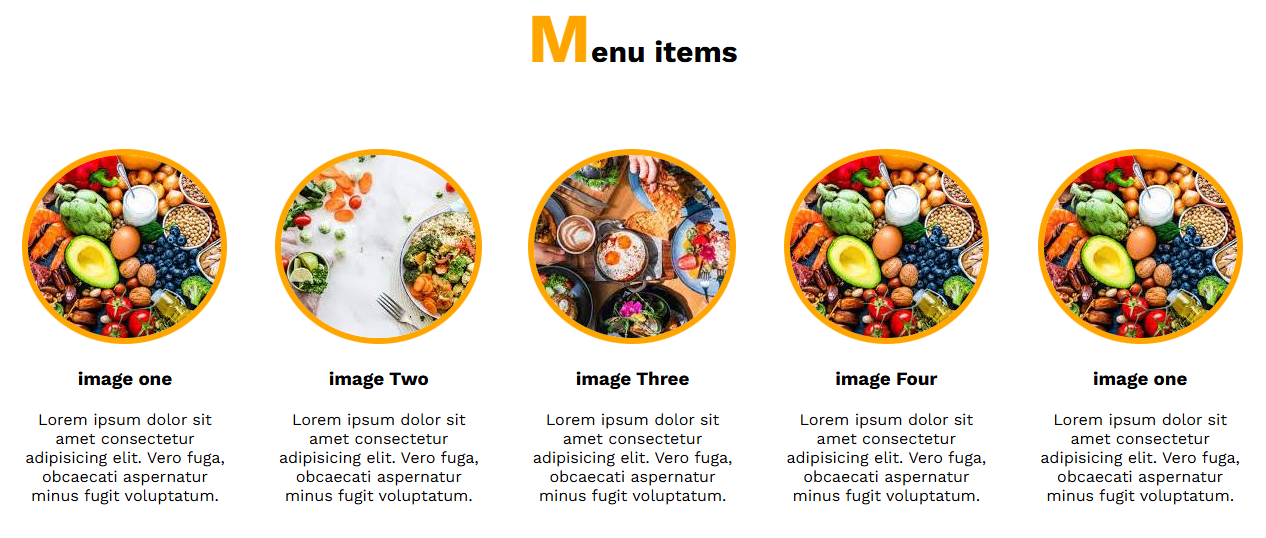 Menu items
image one
Lorem ipsum dolor sit
amet consectetur
adipisicing elit. Vero fuga,
obcaecati aspernatur
minus fugit voluptatum.
image Two
Lorem ipsum dolor sit
amet consectetur
adipisicing elit. Vero fuga,
obcaecati aspernatur
minus fugit voluptatum.
image Three
Lorem ipsum dolor sit
amet consectetur
adipisicing elit. Vero fuga,
obcaecati aspernatur
minus fugit voluptatum.
image Four
Lorem ipsum dolor sit
amet consectetur
adipisicing elit. Vero fuga,
obcaecati aspernatur
minus fugit voluptatum.
image one
Lorem ipsum dolor sit
amet consectetur
adipisicing elit. Vero fuga,
obcaecati aspernatur
minus fugit voluptatum.